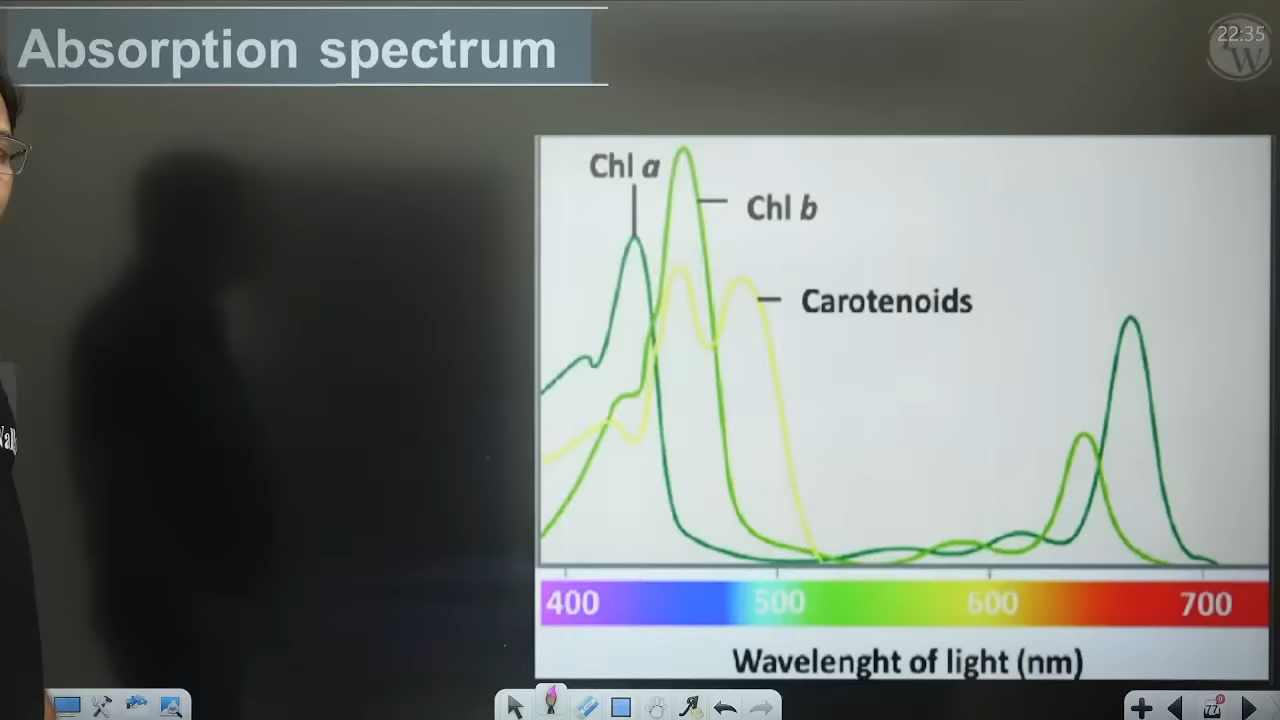 Absorption spectrum
22:35
W
Chl a
Chl b
Carotenoids
400 500 600 700
Wavelenght of light (nm)